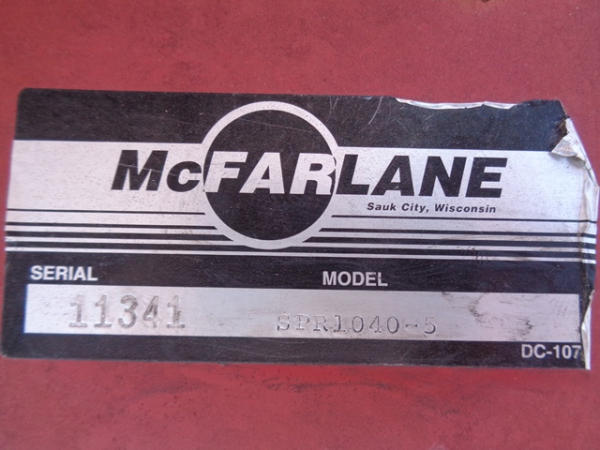 McFARLANE
Sauk City, Wisconsin
SERIAL MODEL
11341 SPR1040-5
DC-107